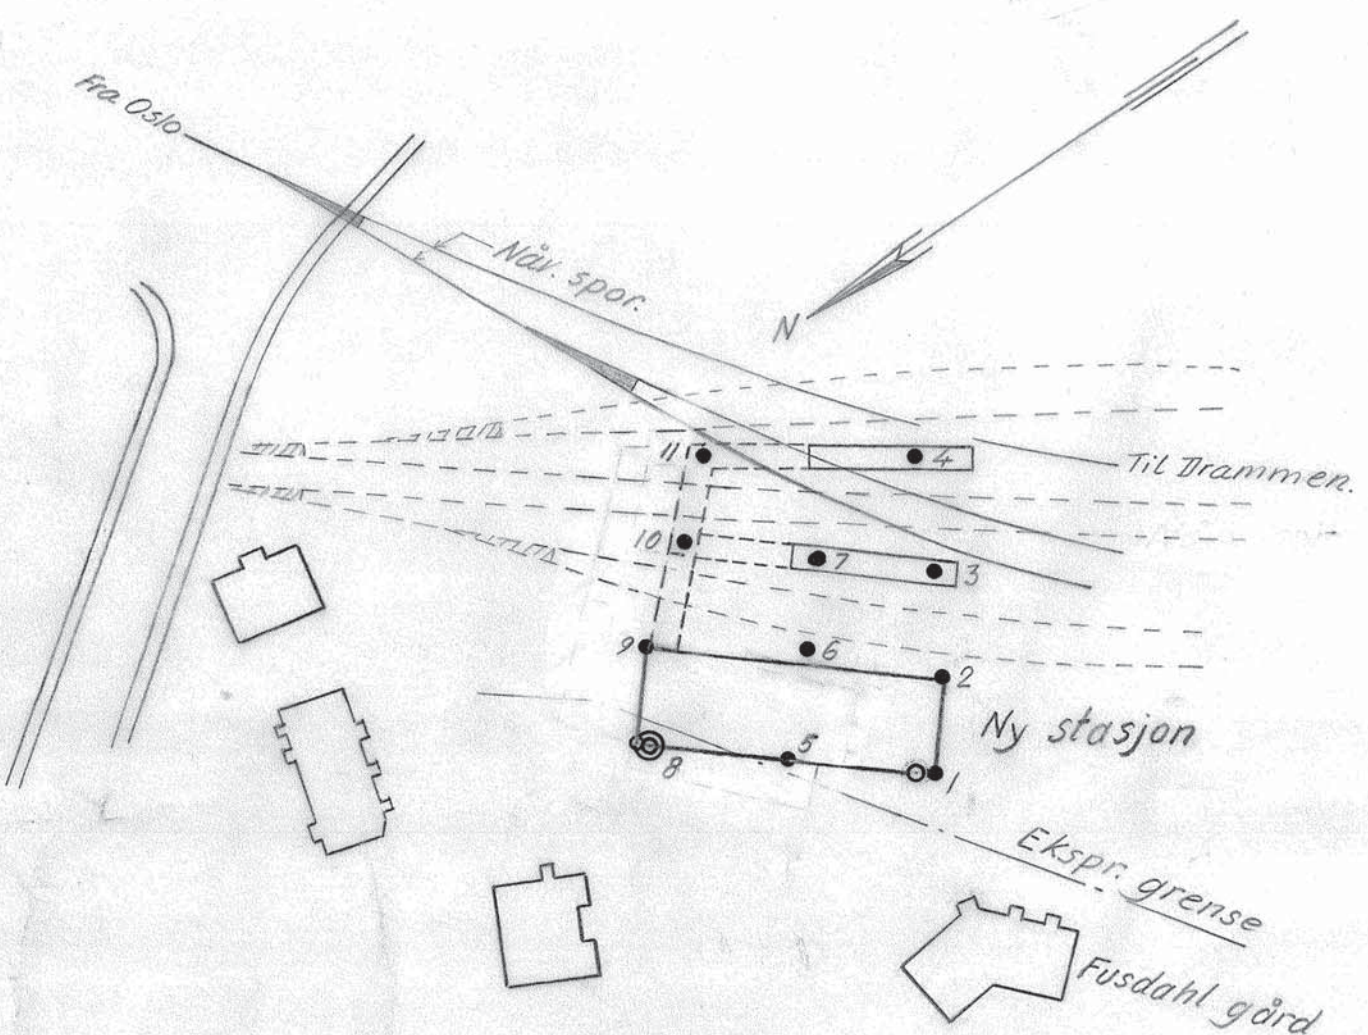 Fra Oslo
Nåv. spor.
N
Til Drammen.
11
4
10
7
3
9
6
2
Ny stasjon
5
8
1
Ekspr. grense
Fusdahl gård